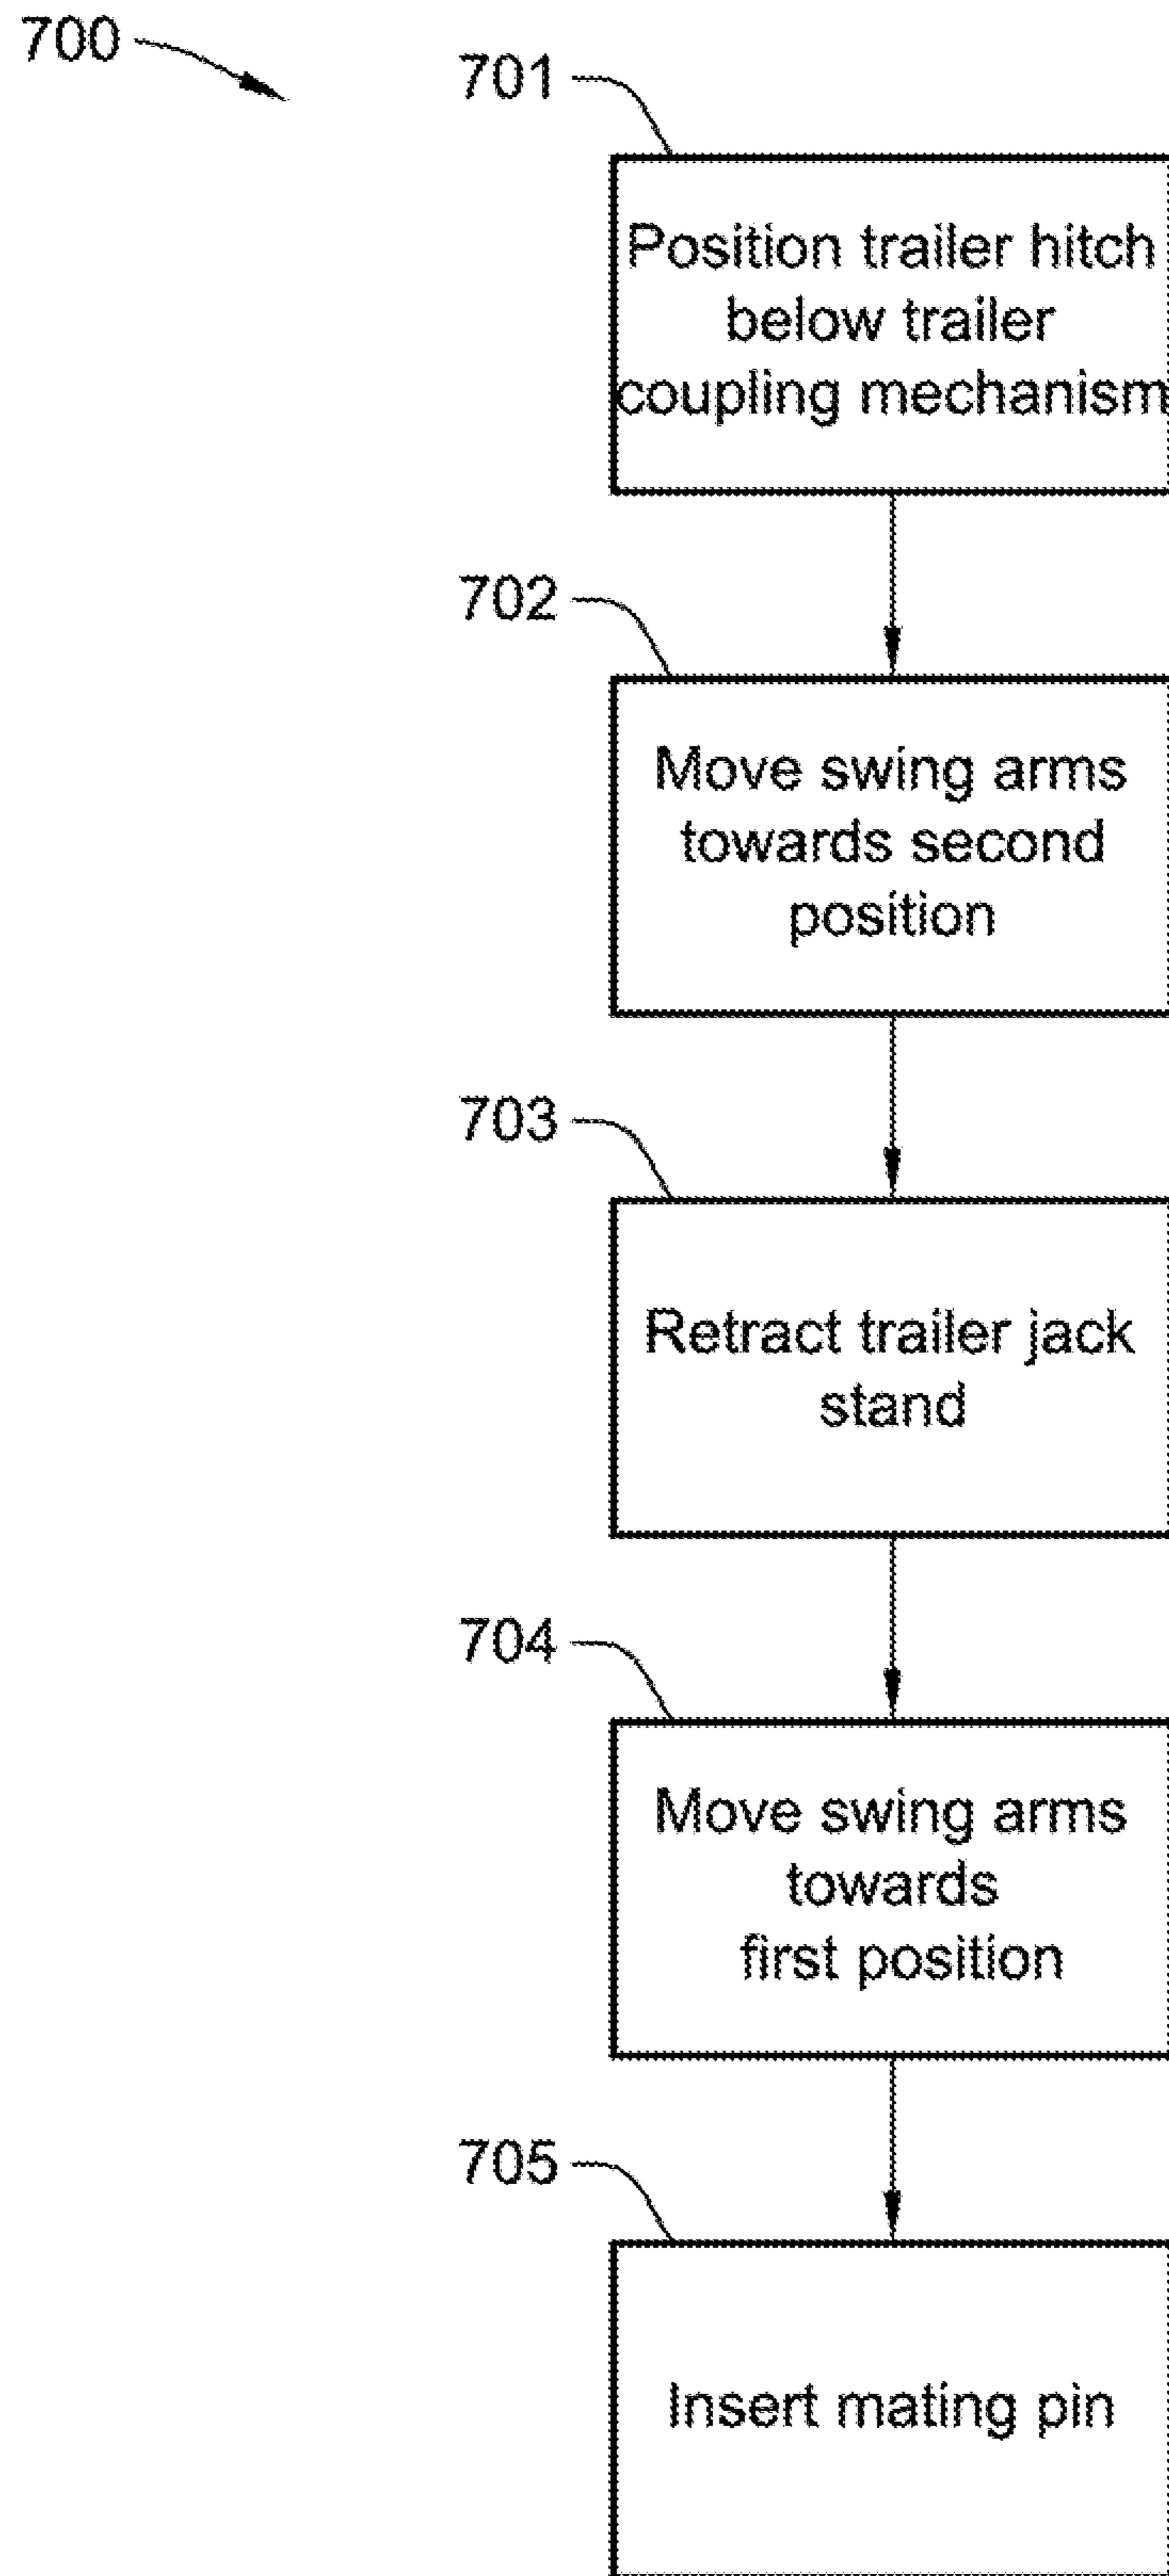 700
701
Position trailer hitch
below trailer
coupling mechanism
702
Move swing arms
towards second
position
703
Retract trailer jack
stand
704
Move swing arms
towards
first position
705
Insert mating pin